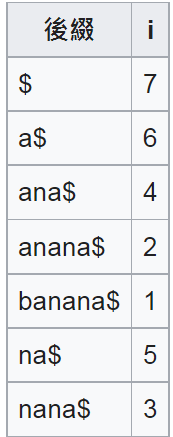 後綴 i
$ 7
a$ 6
ana$ 4
anana$ 2
banana$ 1
na$ 5
nana$ 3